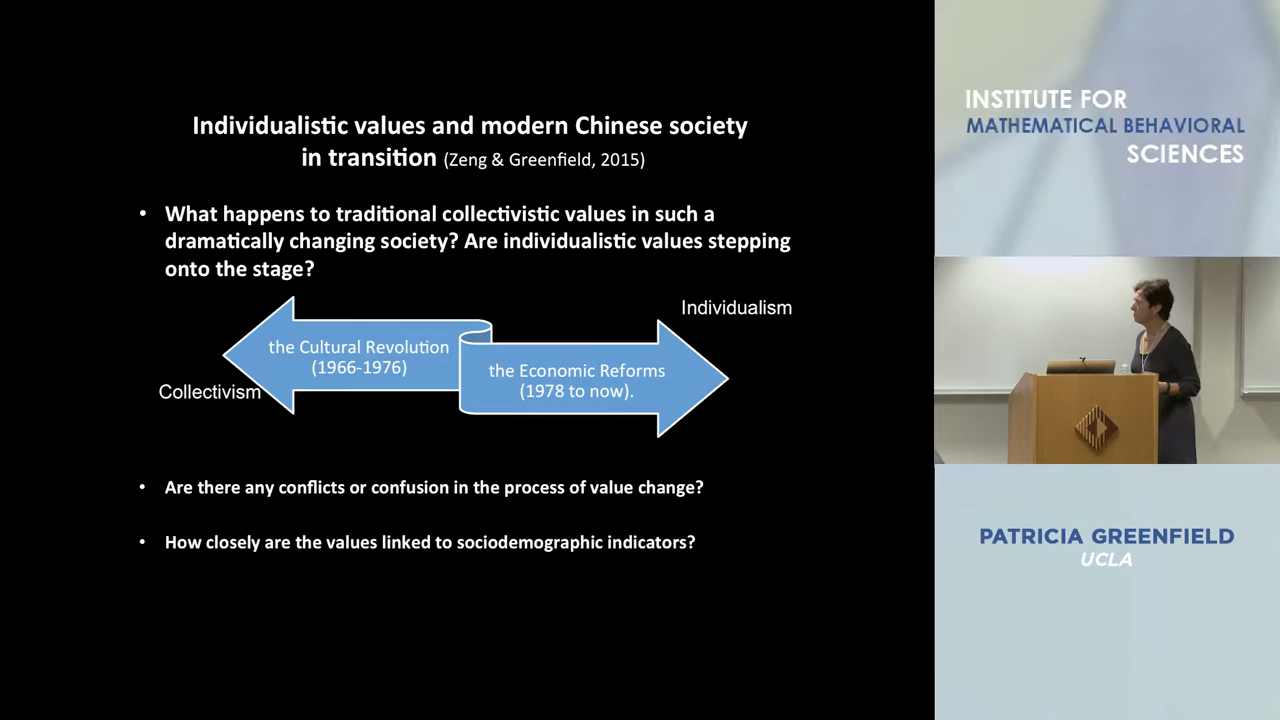 Individualistic values and modern Chinese society
in transition (Zeng & Greenfield, 2015)
• What happens to traditional collectivistic values in such a
dramatically changing society? Are individualistic values stepping
onto the stage?
Individualism
the Cultural Revolution
(1966-1976)
the Economic Reforms
(1978 to now).
Collectivism
• Are there any conflicts or confusion in the process of value change?
• How closely are the values linked to sociodemographic indicators?
INSTITUTE FOR
MATHEMATICAL BEHAVIORAL
SCIENCES
PATRICIA GREENFIELD
UCLA